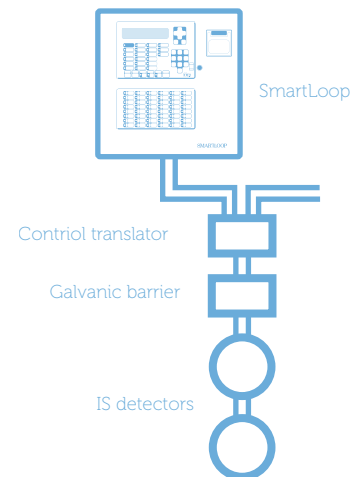 SmartLoop
SMARTLOOP
Contriol translator
Galvanic barrier
IS detectors